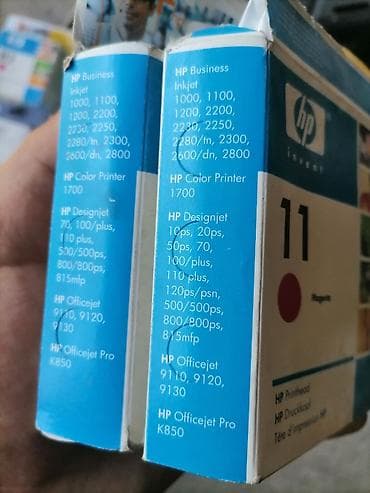 HP Business
Inkjet
1000, 1100,
1200, 2200,
2230, 2250,
2280/tn, 2300,
2600/dn, 2800
HP Color Printer
1700
HP Designjet
70, 100/plus,
110 plus,
500/500ps,
800/800ps,
815mfp
HP Officejet
9110, 9120,
9130
HP Officejet Pro
K850
HP Business
Inkjet
1000, 1100,
1200, 2200,
2230, 2250,
2280/tn, 2300,
2600/dn, 2800
HP Color Printer
1700
HP Designjet
10ps, 20ps,
50ps, 70,
100/plus,
110 plus,
120ps/psn,
500/500ps,
800/800ps,
815mfp
HP Officejet
9110, 9120,
9130
HP Officejet Pro
K850
hp
invent
11
Magenta
HP Printhead
HP Druckkopf
Tête d'impression HP